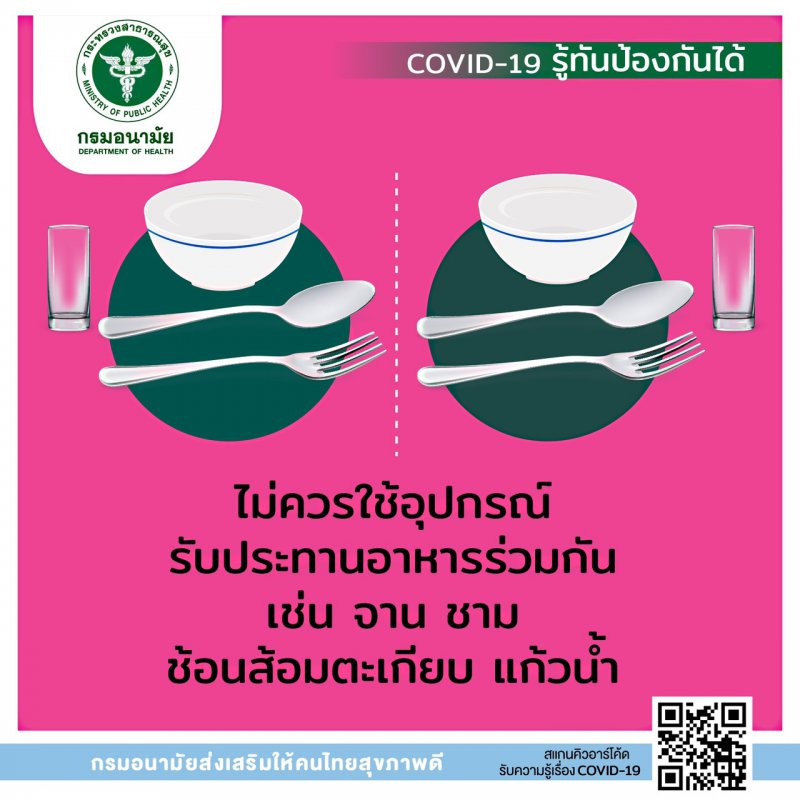 กระทรวงสาธารณสุข
MINISTRY OF PUBLIC HEALTH
กรมอนามัย
DEPARTMENT OF HEALTH
COVID-19 รู้ทันป้องกันได้
ไม่ควรใช้อุปกรณ์
รับประทานอาหารร่วมกัน
เช่น จาน ชาม
ช้อนส้อมตะเกียบ แก้วน้ำ
กรมอนามัยส่งเสริมให้คนไทยสุขภาพดี
สแกนคิวอาร์โค้ด
รับความรู้เรื่อง COVID-19